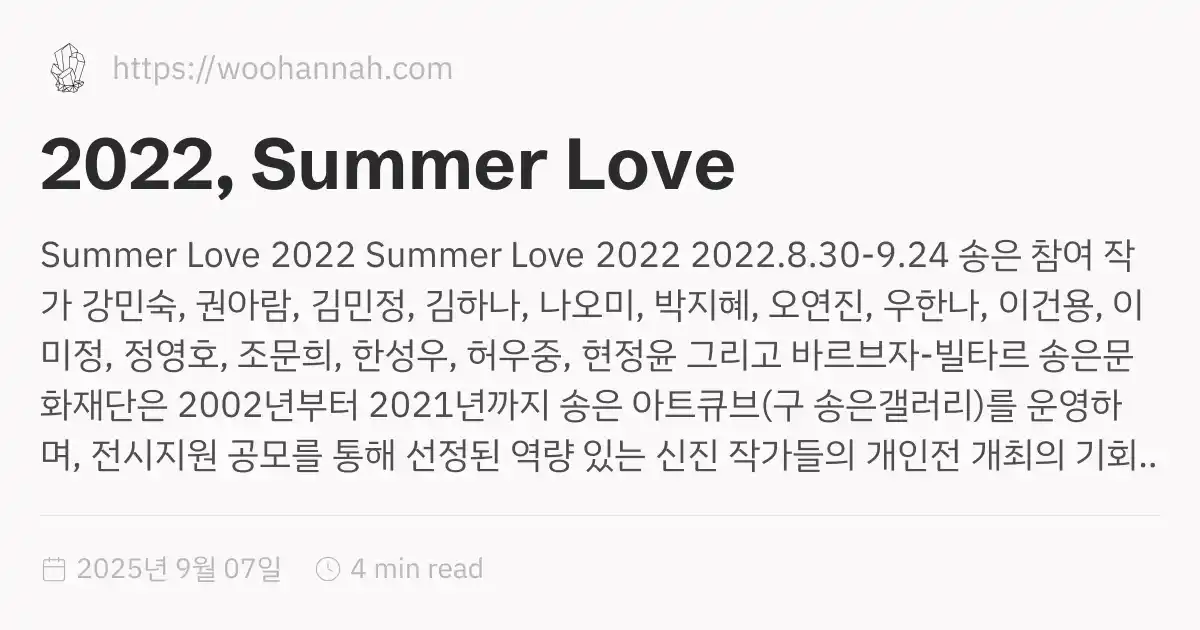 https://woohannah.com
2022, Summer Love
Summer Love 2022 Summer Love 2022 2022.8.30-9.24 송은 참여 작
가 강민숙, 권아람, 김민정, 김하나, 나오미, 박지혜, 오연진, 우한나, 이건용, 이
미정, 정영호, 조문희, 한성우, 허우중, 현정윤 그리고 바르브자-빌타르 송은문
화재단은 2002년부터 2021년까지 송은 아트큐브(구 송은갤러리)를 운영하
며, 전시지원 공모를 통해 선정된 역량 있는 신진 작가들의 개인전 개최의 기회..
2025년 9월 07일
4 min read